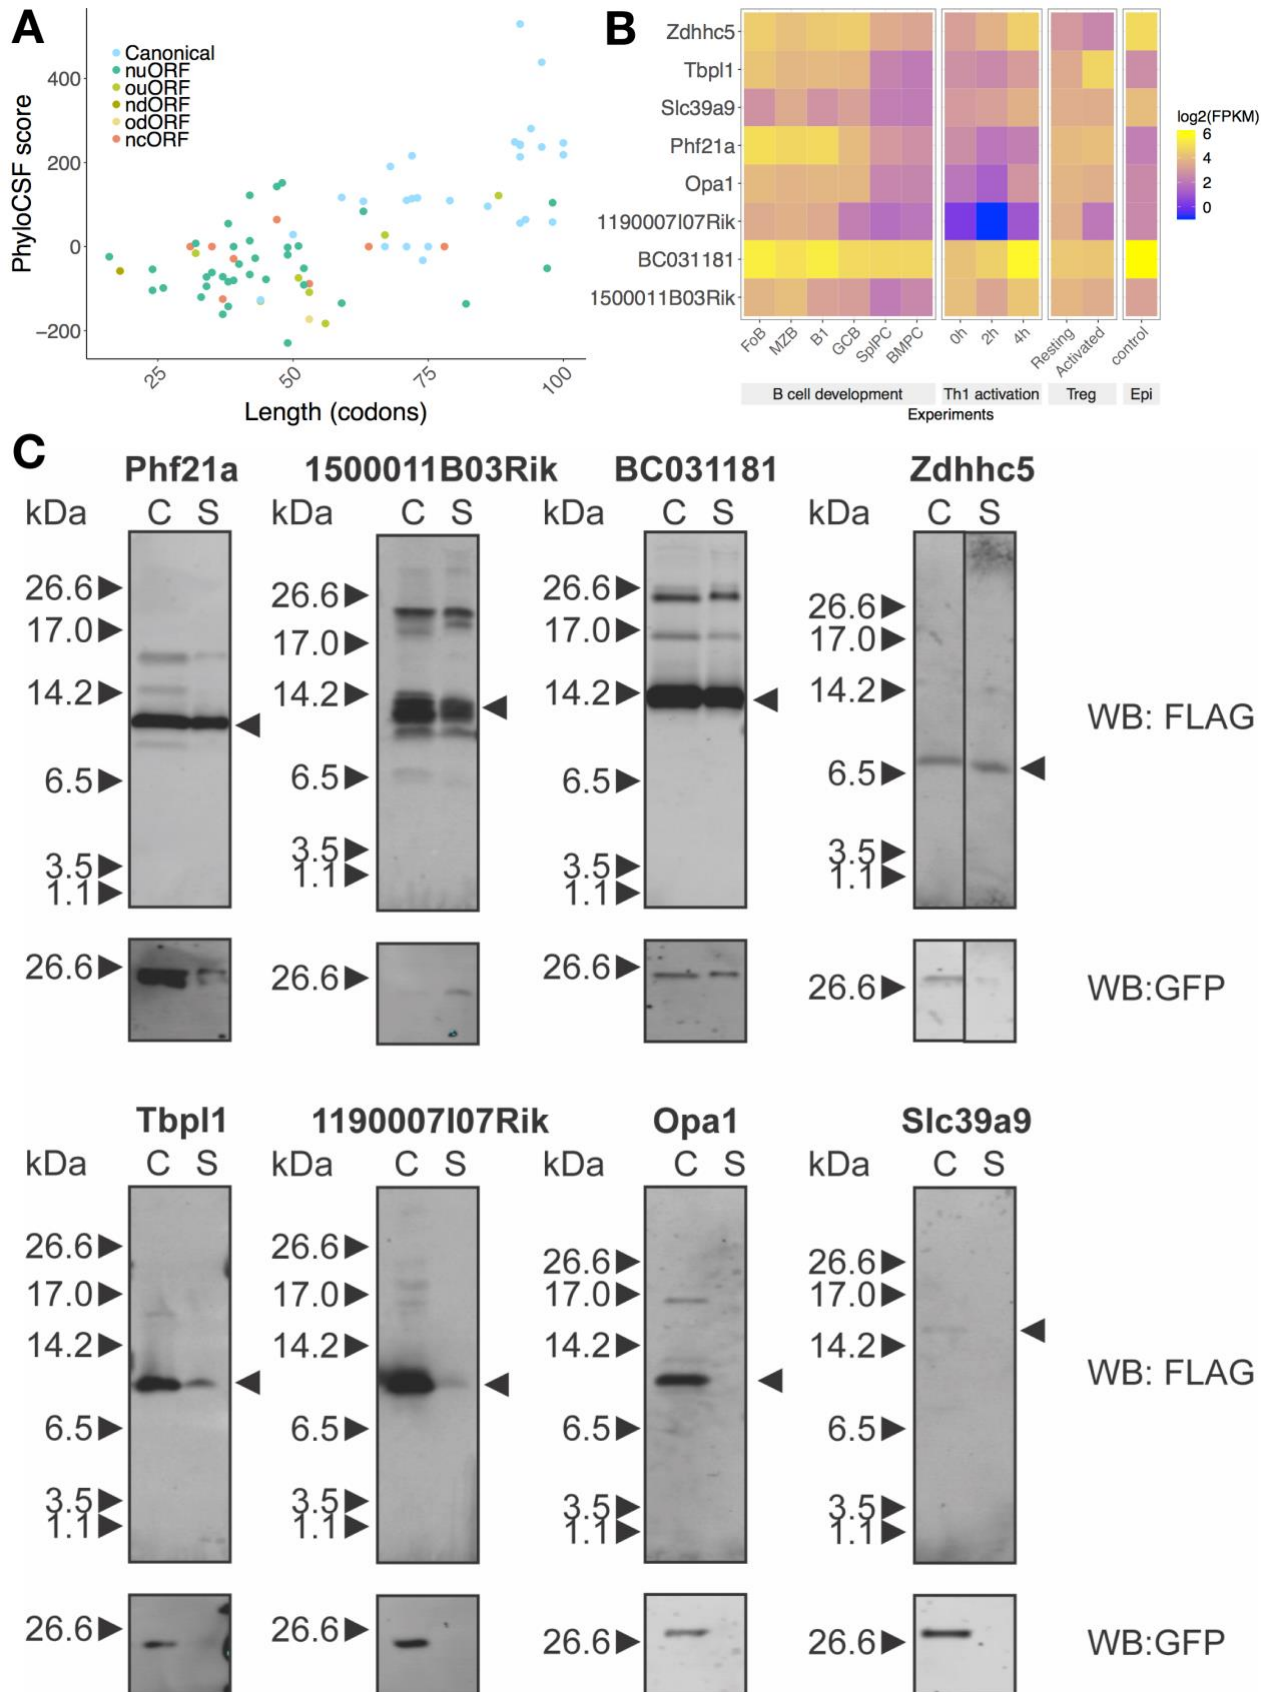 A
PhyloCSF score
400
200
0
−200
Canonical
nuORF
ouORF
ndORF
odORF
ncORF
25
50
75
100
Length (codons)
B
Zdhhc5
Tbpl1
Slc39a9
Phf21a
Opa1
1190007I07Rik
BC031181
1500011B03Rik
FoB
MZB
B1
GCB
SplPC
BMPC
0h
2h
4h
Resting
Activated
control
B cell development
Th1 activation
Treg
Epi
Experiments
log2(FPKM)
6
4
2
0
C
Phf21a 1500011B03Rik BC031181 Zdhhc5
kDa C S kDa C S kDa C S kDa C S
26.6 26.6 26.6 26.6
17.0 17.0 17.0 17.0
14.2 14.2 14.2 14.2
6.5 6.5 6.5 6.5
3.5 3.5 3.5 3.5
1.1 1.1 1.1 1.1
WB: FLAG
26.6 26.6 26.6 26.6
WB:GFP
Tbpl1 1190007I07Rik Opa1 Slc39a9
kDa C S kDa C S kDa C S kDa C S
26.6 26.6 26.6 26.6
17.0 17.0 17.0 17.0
14.2 14.2 14.2 14.2
6.5 6.5 6.5 6.5
3.5 3.5 3.5 3.5
1.1 1.1 1.1 1.1
WB: FLAG
26.6 26.6 26.6 26.6
WB:GFP